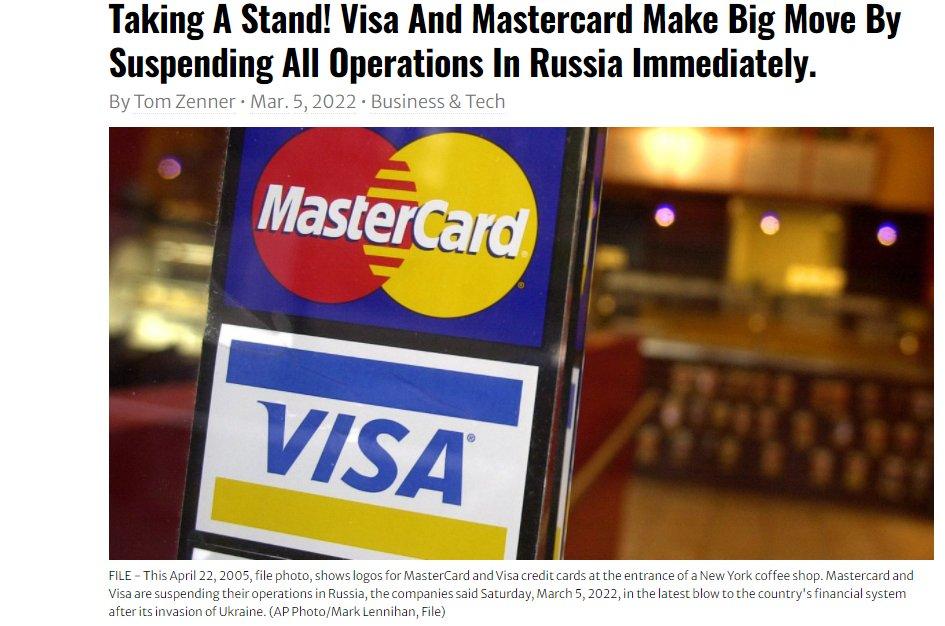 Taking A Stand! Visa And Mastercard Make Big Move By
Suspending All Operations In Russia Immediately.
By Tom Zenner · Mar. 5, 2022 · Business & Tech
MasterCard®
VISA®
FILE – This April 22, 2005, file photo, shows logos for MasterCard and Visa credit cards at the entrance of a New York coffee shop. Mastercard and
Visa are suspending their operations in Russia, the companies said Saturday, March 5, 2022, in the latest blow to the country's financial system
after its invasion of Ukraine. (AP Photo/Mark Lennihan, File)